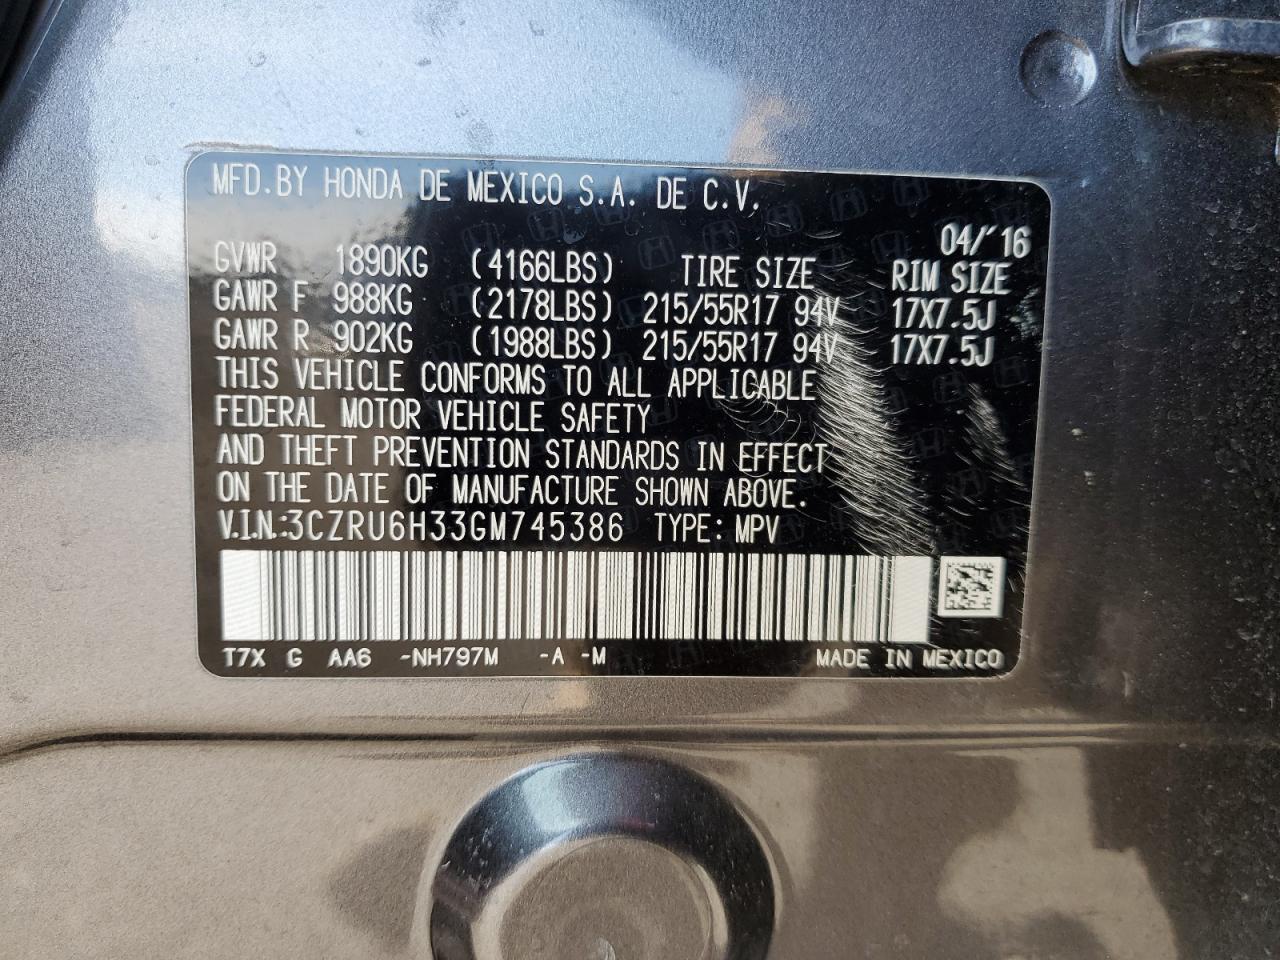 MFD.BY HONDA DE MEXICO S.A. DE C.V.
04/'16
GVWR 1890KG (4166LBS) TIRE SIZE RIM SIZE
GAWR F 988KG (2178LBS) 215/55R17 94V 17X7.5J
GAWR R 902KG (1988LBS) 215/55R17 94V 17X7.5J
THIS VEHICLE CONFORMS TO ALL APPLICABLE
FEDERAL MOTOR VEHICLE SAFETY
AND THEFT PREVENTION STANDARDS IN EFFECT
ON THE DATE OF MANUFACTURE SHOWN ABOVE.
V.I.N.:3CZRU6H33GM745386 TYPE: MPV
T7X G AA6 -NH797M -A -M MADE IN MEXICO